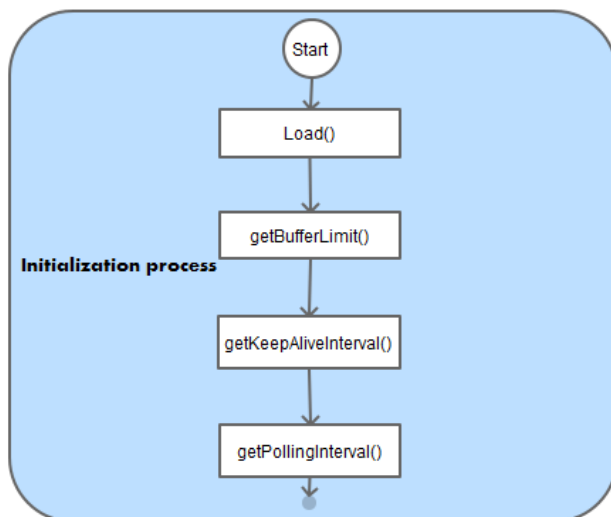 Start
Load()
getBufferLimit()
Initialization process
getKeepAliveInterval()
getPollingInterval()